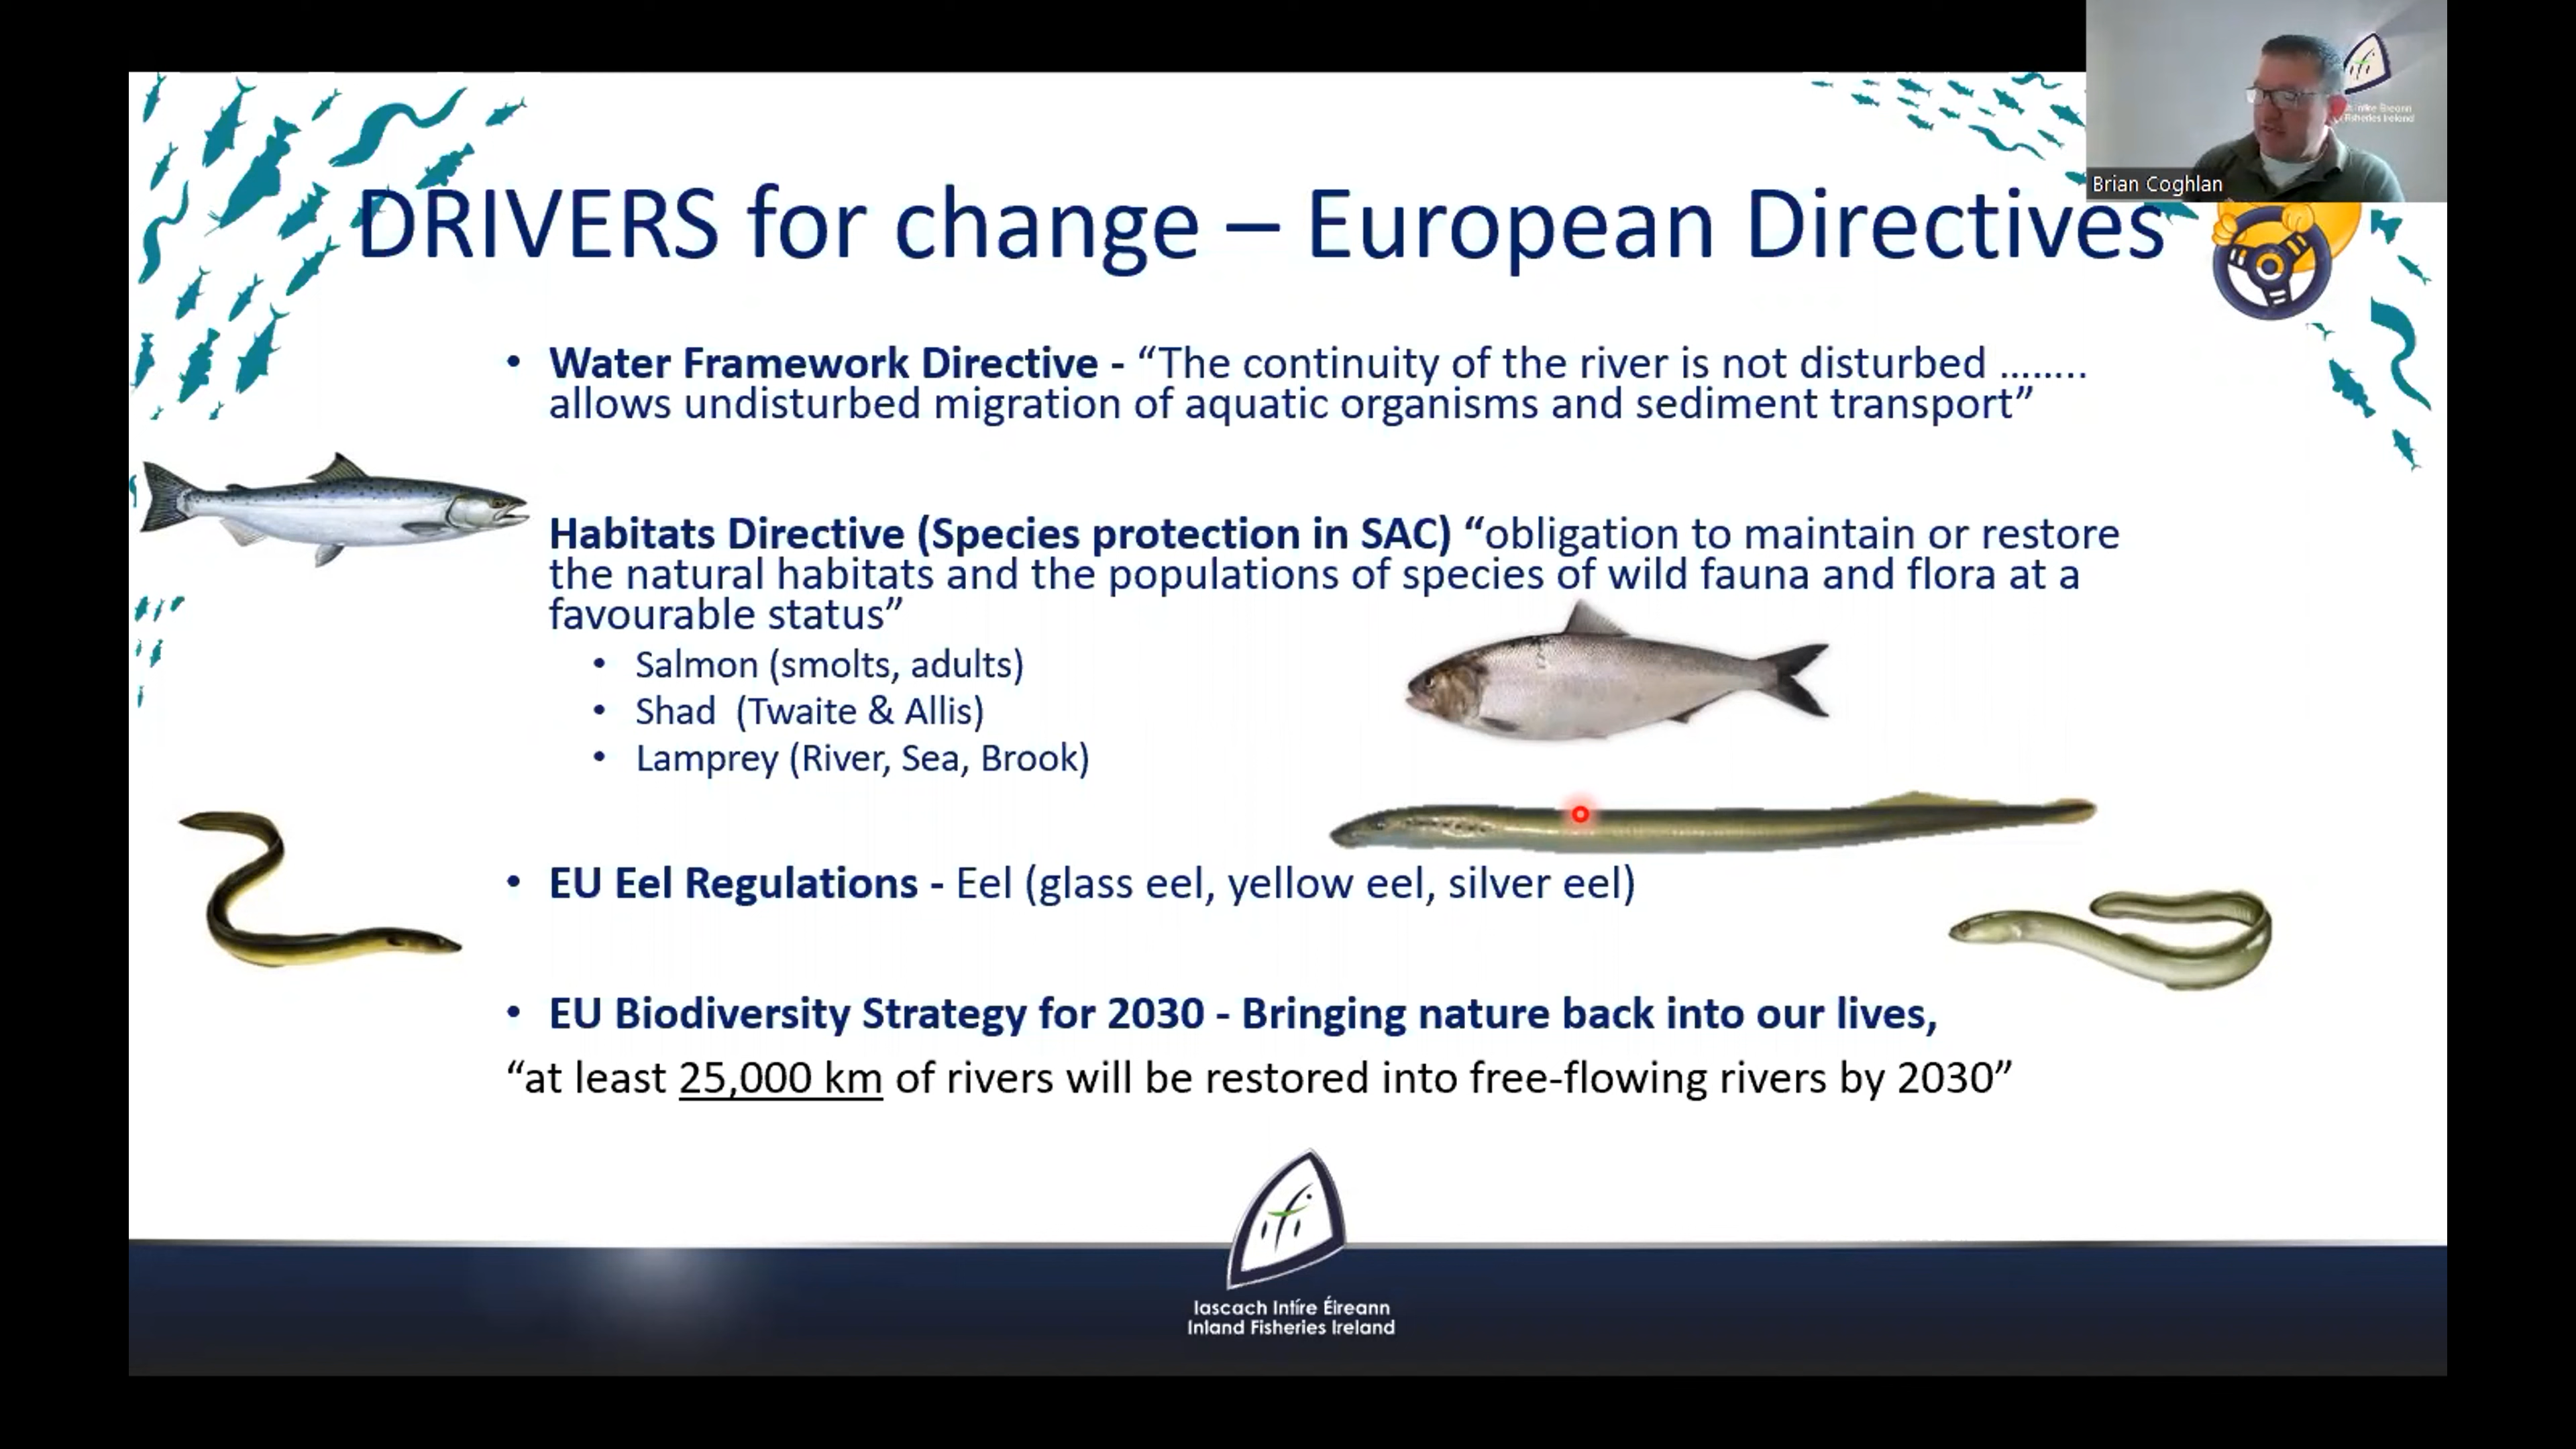 Brian Coghlan
DRIVERS for change – European Directives
• Water Framework Directive - “The continuity of the river is not disturbed ……..
allows undisturbed migration of aquatic organisms and sediment transport”
Habitats Directive (Species protection in SAC) “obligation to maintain or restore
the natural habitats and the populations of species of wild fauna and flora at a
favourable status”
• Salmon (smolts, adults)
• Shad (Twaite & Allis)
• Lamprey (River, Sea, Brook)
• EU Eel Regulations - Eel (glass eel, yellow eel, silver eel)
• EU Biodiversity Strategy for 2030 - Bringing nature back into our lives,
“at least 25,000 km of rivers will be restored into free-flowing rivers by 2030”
ifi
Iascach Intíre Éireann
Inland Fisheries Ireland